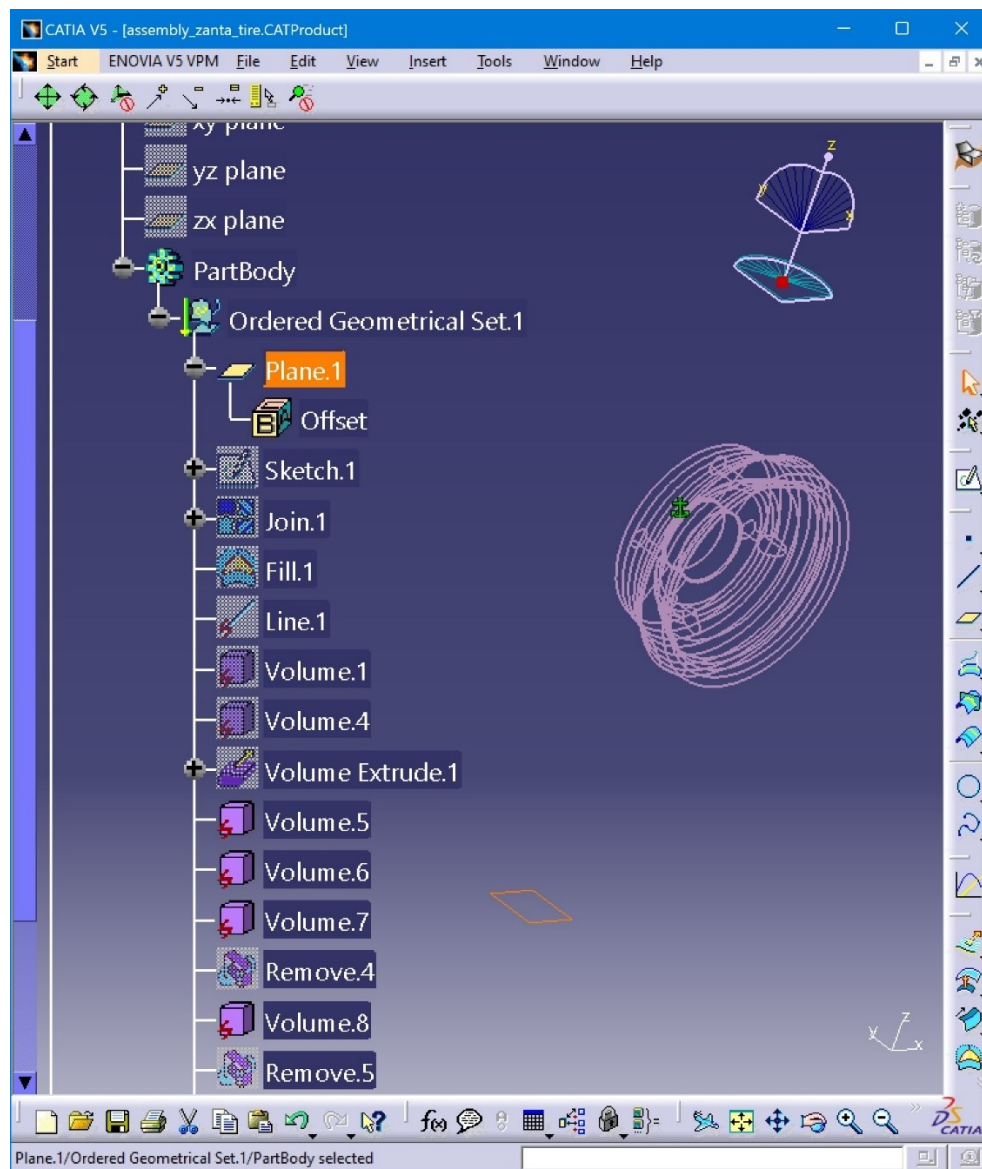 CATIA V5 - [assembly_zanta_tire.CATProduct]
Start ENOVIA V5 VPM File Edit View Insert Tools Window Help
xy plane
yz plane
zx plane
PartBody
Ordered Geometrical Set.1
Plane.1
B Offset
Sketch.1
Join.1
Fill.1
Line.1
Volume.1
Volume.4
Volume Extrude.1
Volume.5
Volume.6
Volume.7
Remove.4
Volume.8
Remove.5
z
y
x
z
y x
f(x)
CATIA
Plane.1/Ordered Geometrical Set.1/PartBody selected